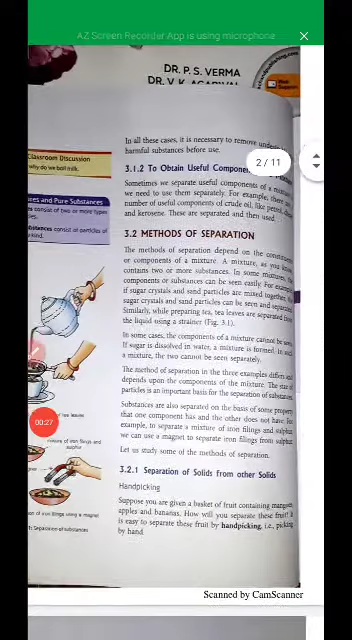 AZ Screen Recorder App is using microphone
DR. P. S. VERMA
DR. V. K. AGARWAL
Classroom Discussion
why do we boil milk.
In all these cases, it is necessary to remove
harmful substances before use.
3.1.2 To Obtain Useful
2 / 11
Sometimes we separate useful components of a mixture
we need to use them separately. For example, there are
number of useful components of crude oil, like petrol,
and kerosene. These are separated and then used.
and Pure Substances
consist of two or more types
consist of particles of
kind.
3.2 METHODS OF SEPARATION
The methods of separation depend on the constituents
or components of a mixture. A mixture, as you know,
contains two or more substances. In some mixtures, the
components or substances can be seen easily. For example,
if sugar crystals and sand particles are mixed together, the
sugar crystals and sand particles can be seen and separated.
Similarly, while preparing tea, tea leaves are separated from
the liquid using a strainer (Fig. 3.1).
In some cases, the components of a mixture cannot be seen.
If sugar is dissolved in water, a mixture is formed. In such
a mixture, the two cannot be seen separately.
The method of separation in the three examples differs and
depends upon the components of the mixture. The size of
particles is an important basis for the separation of substances.
Substances are also separated on the basis of some property
that one component has and the other does not have. For
example, to separate a mixture of iron filings and sulphur
we can use a magnet to separate iron filings from sulphur.
Let us study some of the methods of separation.
tea leaves
00:27
mixture of iron filings and
sulphur
of iron filings using a magnet
Separation of substances
3.2.1 Separation of Solids from other Solids
Handpicking
Suppose you are given a basket of fruit containing mangoes,
apples and bananas. How will you separate these fruit? It
is easy to separate these fruit by handpicking, i.e., picking
by hand.
Scanned by CamScanner